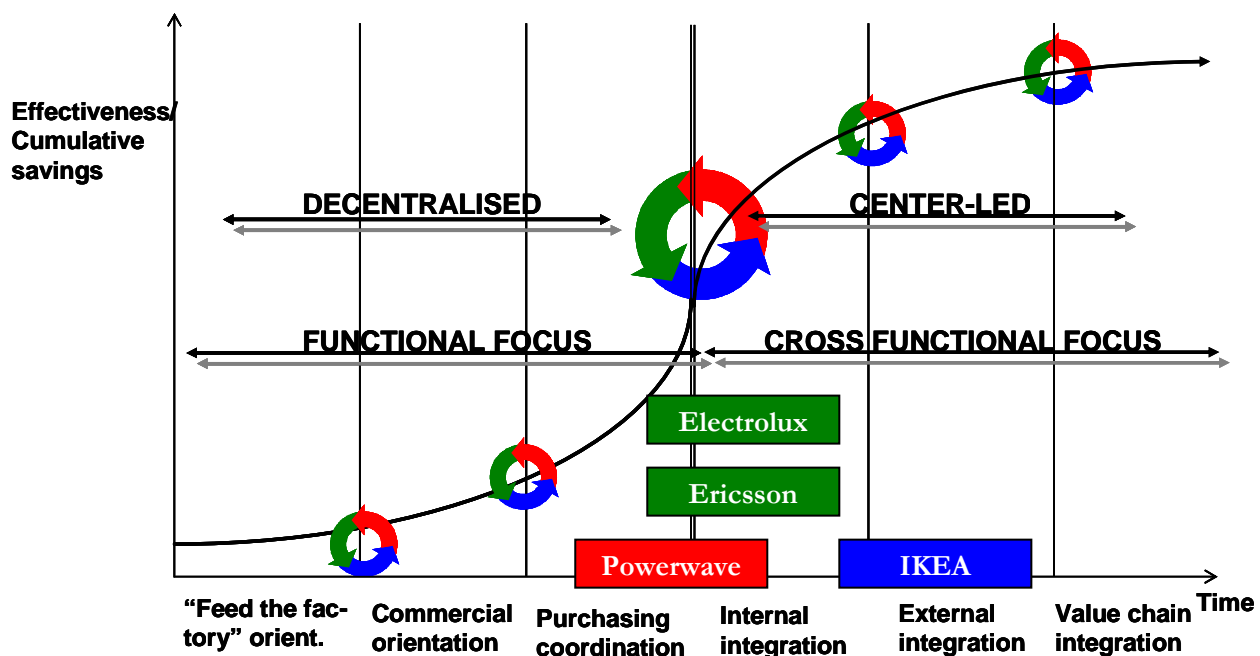 Effectiveness/
Cumulative
savings
DECENTRALISED
CENTER-LED
FUNCTIONAL FOCUS
CROSS FUNCTIONAL FOCUS
Electrolux
Ericsson
Powerwave
IKEA
“Feed the fac-
tory” orient.
Commercial
orientation
Purchasing
coordination
Internal
integration
External
integration
Value chain
integration
Time